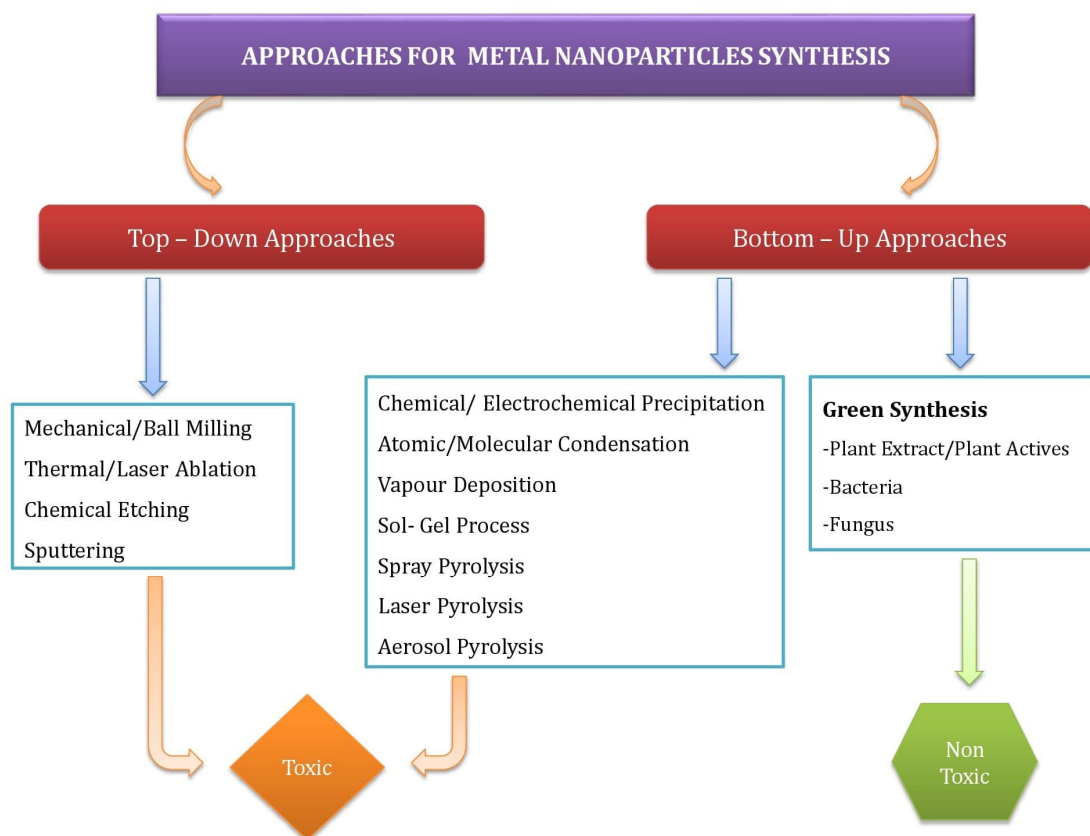 APPROACHES FOR METAL NANOPARTICLES SYNTHESIS
Top – Down Approaches
Bottom – Up Approaches
Mechanical/Ball Milling
Thermal/Laser Ablation
Chemical Etching
Sputtering
Chemical/ Electrochemical Precipitation
Atomic/Molecular Condensation
Vapour Deposition
Sol- Gel Process
Spray Pyrolysis
Laser Pyrolysis
Aerosol Pyrolysis
Green Synthesis
-Plant Extract/Plant Actives
-Bacteria
-Fungus
Toxic
Non
Toxic